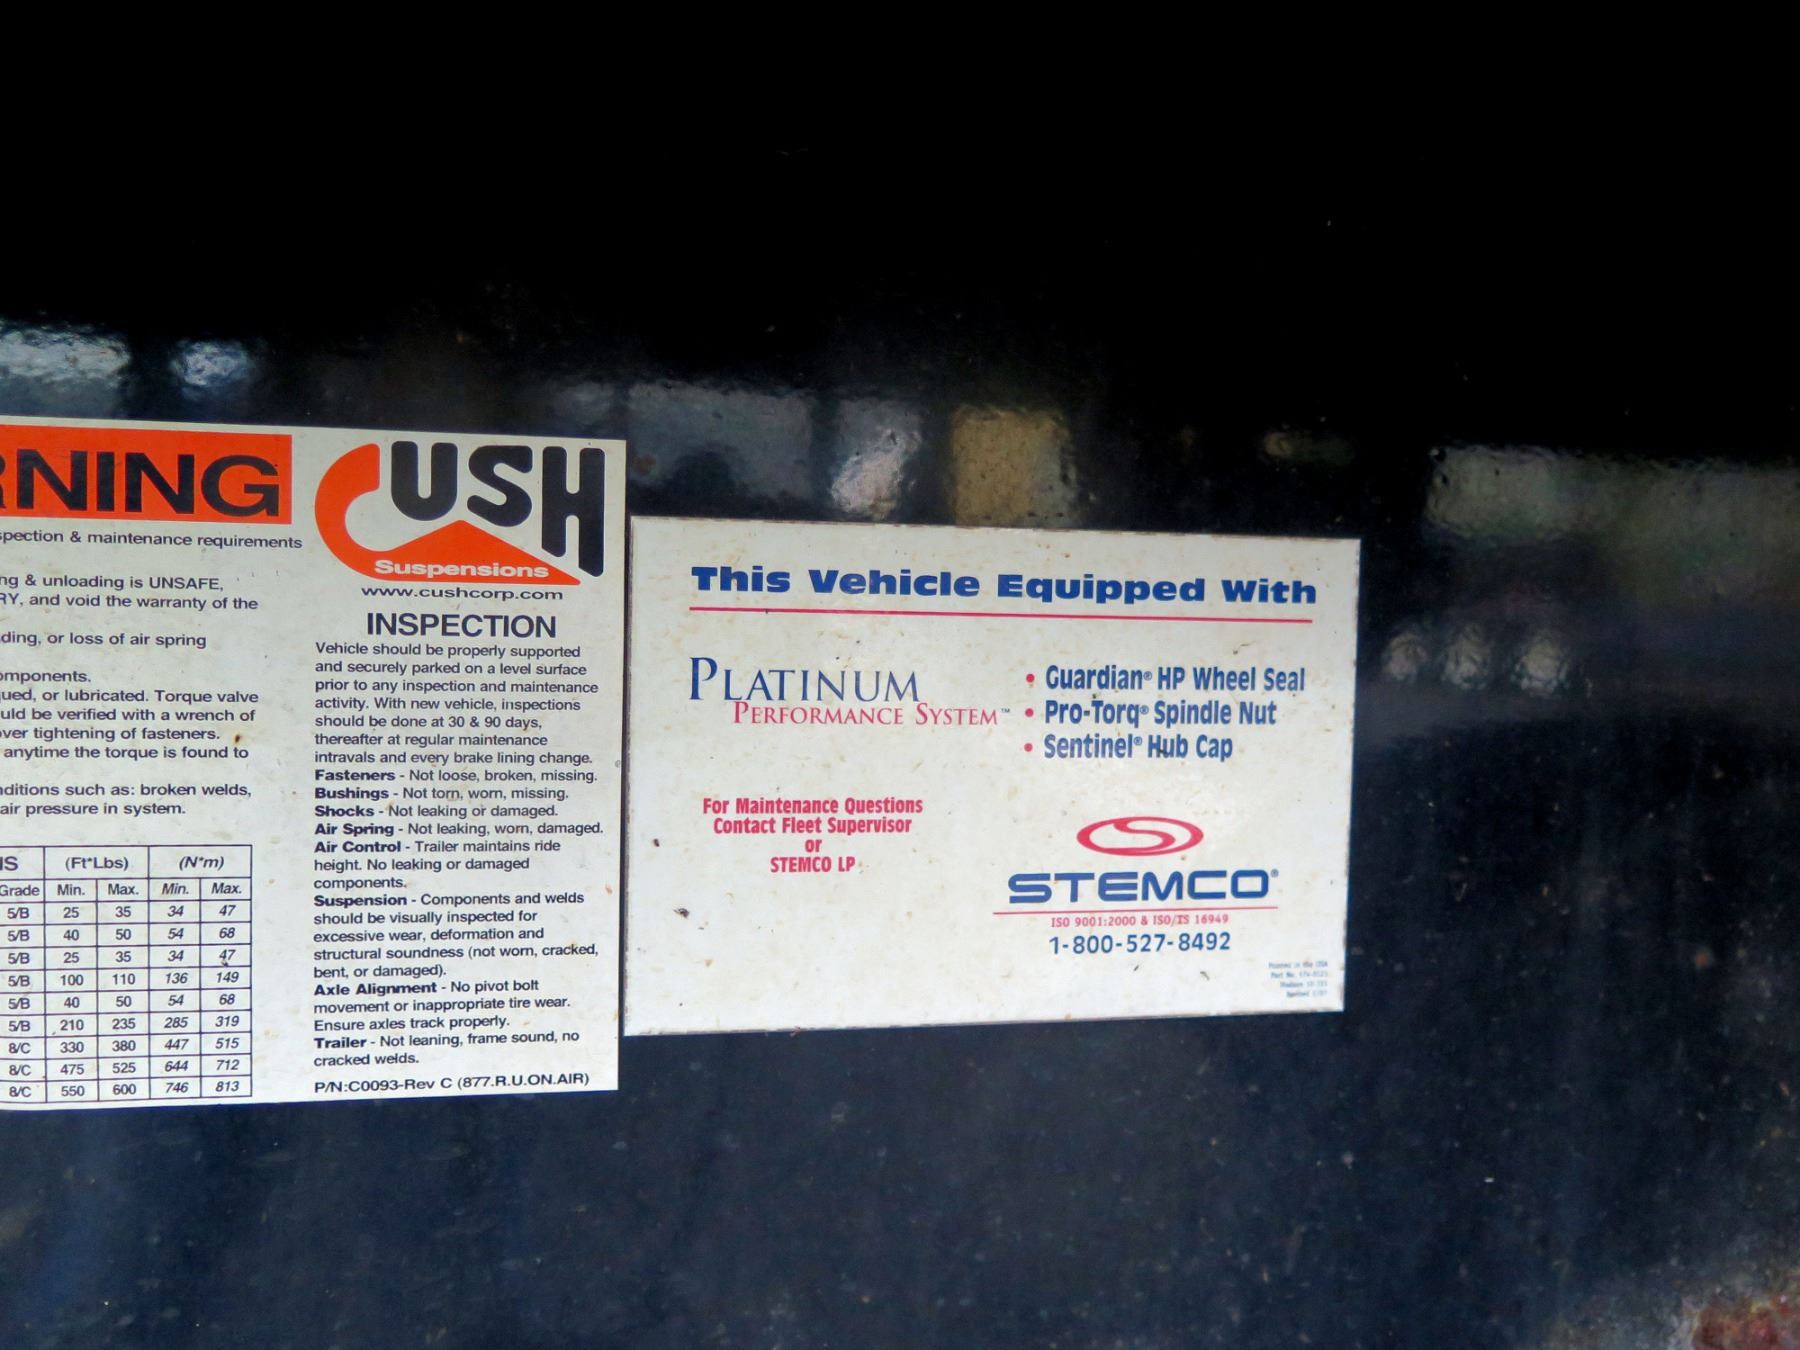 RNING
spection & maintenance requirements
ng & unloading is UNSAFE,
RY, and void the warranty of the
ding, or loss of air spring
omponents.
ued, or lubricated. Torque valve
uld be verified with a wrench of
ver tightening of fasteners.
anytime the torque is found to
nditions such as: broken welds,
air pressure in system.
NS (Ft*Lbs) (N*m)
Grade Min. Max. Min. Max.
5/B 25 35 34 47
5/B 40 50 54 68
5/B 25 35 34 47
5/B 100 110 136 149
5/B 40 50 54 68
5/B 210 235 285 319
8/C 330 380 447 515
8/C 475 525 644 712
8/C 550 600 746 813
CUSH
Suspensions
www.cushcorp.com
INSPECTION
Vehicle should be properly supported
and securely parked on a level surface
prior to any inspection and maintenance
activity. With new vehicle, inspections
should be done at 30 & 90 days,
thereafter at regular maintenance
intravals and every brake lining change.
Fasteners - Not loose, broken, missing.
Bushings - Not torn, worn, missing.
Shocks - Not leaking or damaged.
Air Spring - Not leaking, worn, damaged.
Air Control - Trailer maintains ride
height. No leaking or damaged
components.
Suspension - Components and welds
should be visually inspected for
excessive wear, deformation and
structural soundness (not worn, cracked,
bent, or damaged).
Axle Alignment - No pivot bolt
movement or inappropriate tire wear.
Ensure axles track properly.
Trailer - Not leaning, frame sound, no
cracked welds.
P/N:C0093-Rev C (877.R.U.ON.AIR)
This Vehicle Equipped With
PLATINUM
PERFORMANCE SYSTEM™
• Guardian® HP Wheel Seal
• Pro-Torq® Spindle Nut
• Sentinel® Hub Cap
For Maintenance Questions
Contact Fleet Supervisor
or
STEMCO LP
STEMCO®
ISO 9001:2000 & ISO/TS 16949
1-800-527-8492
Printed in the USA